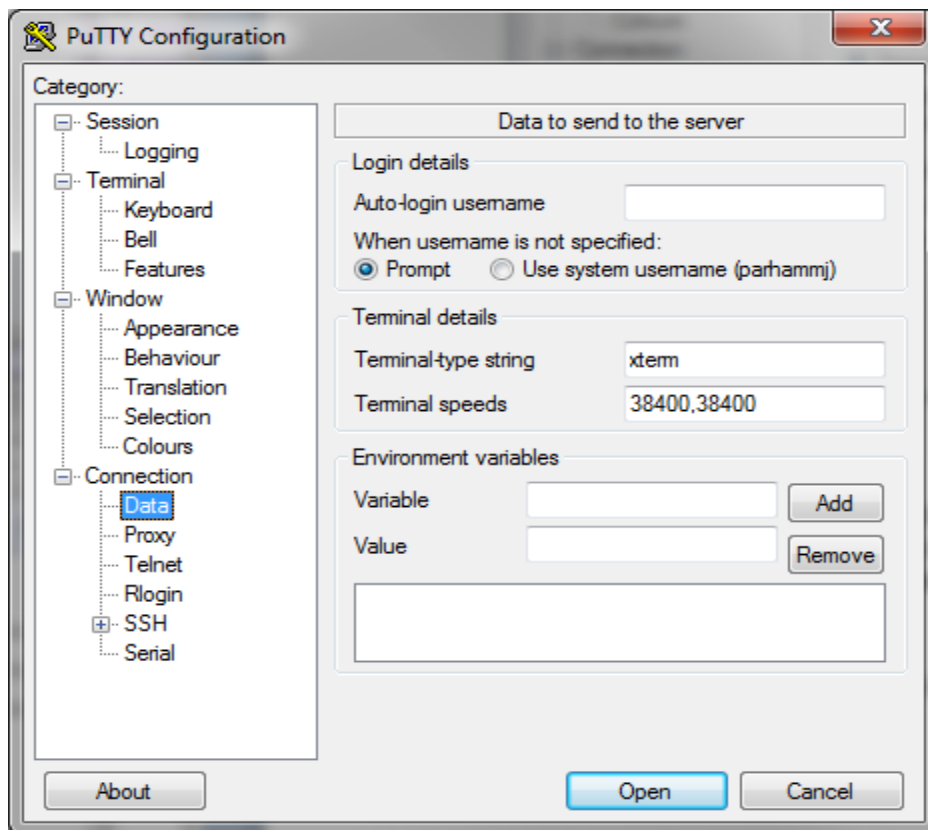 PuTTY Configuration
Category:
Session
Logging
Terminal
Keyboard
Bell
Features
Window
Appearance
Behaviour
Translation
Selection
Colours
Connection
Data
Proxy
Telnet
Rlogin
SSH
Serial
Data to send to the server
Login details
Auto-login username
When username is not specified:
Prompt Use system username (parhammj)
Terminal details
Terminal-type string xterm
Terminal speeds 38400,38400
Environment variables
Variable Add
Value Remove
About Open Cancel